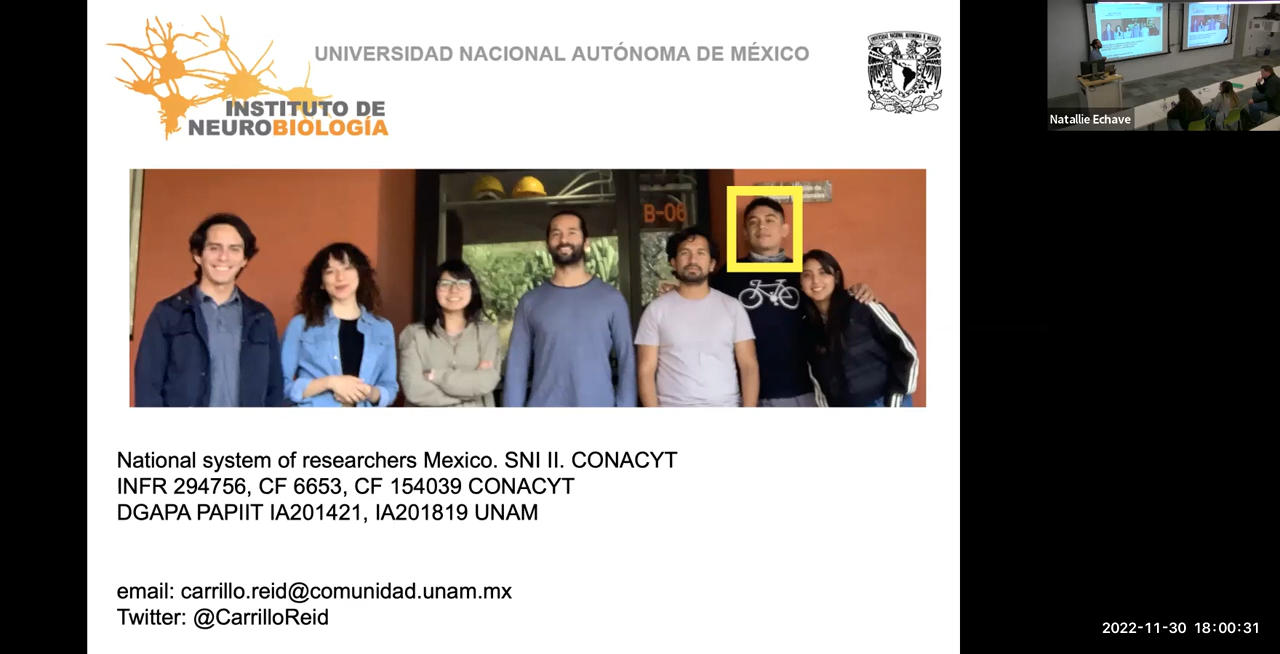 UNIVERSIDAD NACIONAL AUTÓNOMA DE MÉXICO
INSTITUTO DE
NEUROBIOLOGÍA
B-06
National system of researchers Mexico. SNI II. CONACYT
INFR 294756, CF 6653, CF 154039 CONACYT
DGAPA PAPIIT IA201421, IA201819 UNAM
email: carrillo.reid@comunidad.unam.mx
Twitter: @CarrilloReid
Natallie Echave
2022-11-30 18:00:31